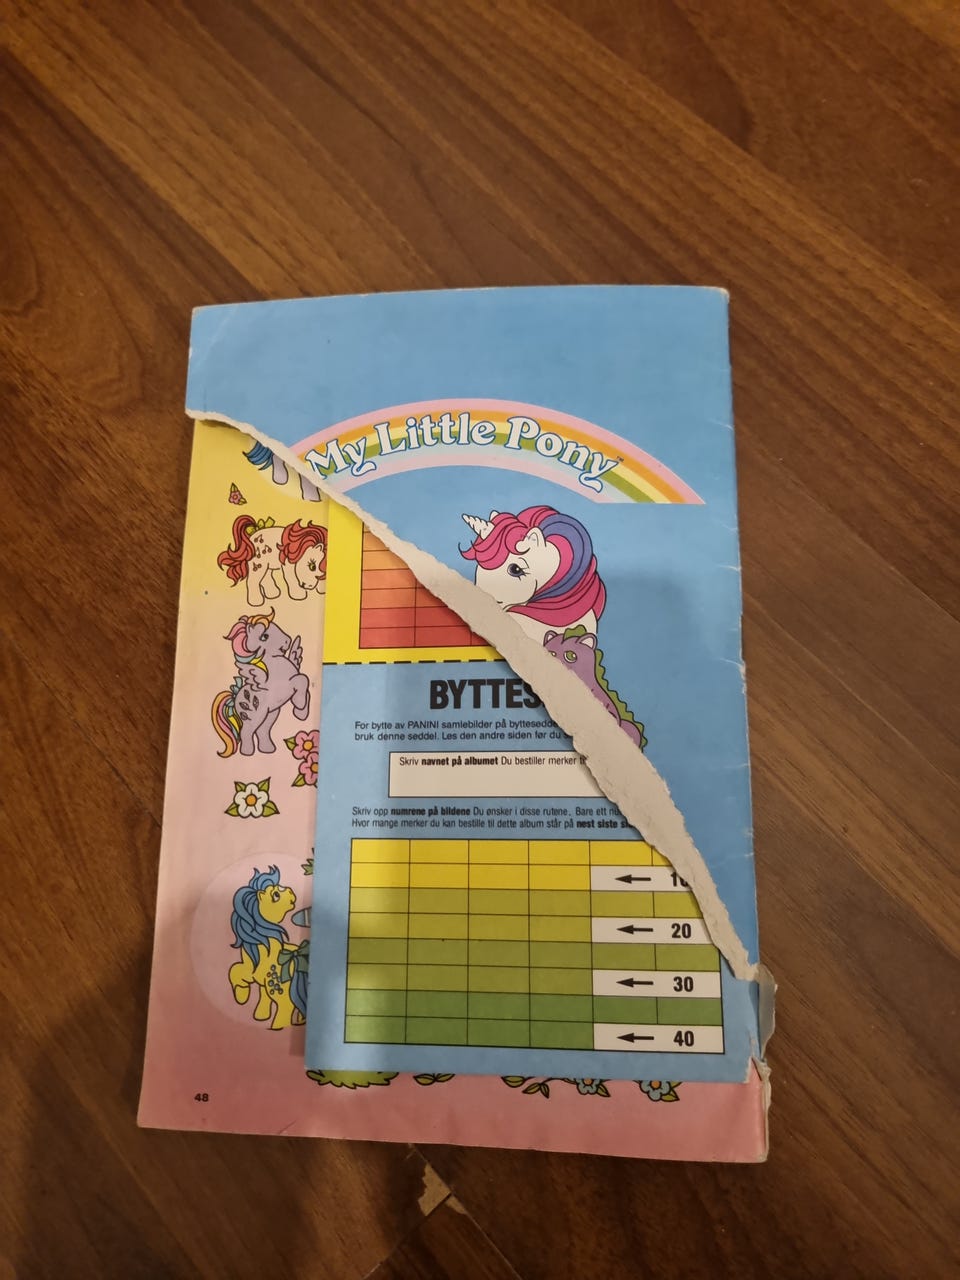 My Little Pony™
BYTTES
For bytte av PANINI samlebilder på
bruk denne seddel. Les den andre siden før du
Skriv navnet på albumet Du bestiller merker
Skriv opp numrene på bildene Du ønsker i disse rutene. Bare ett
Hvor mange merker du kan bestille til dette album står på nest siste
10
20
30
40
48